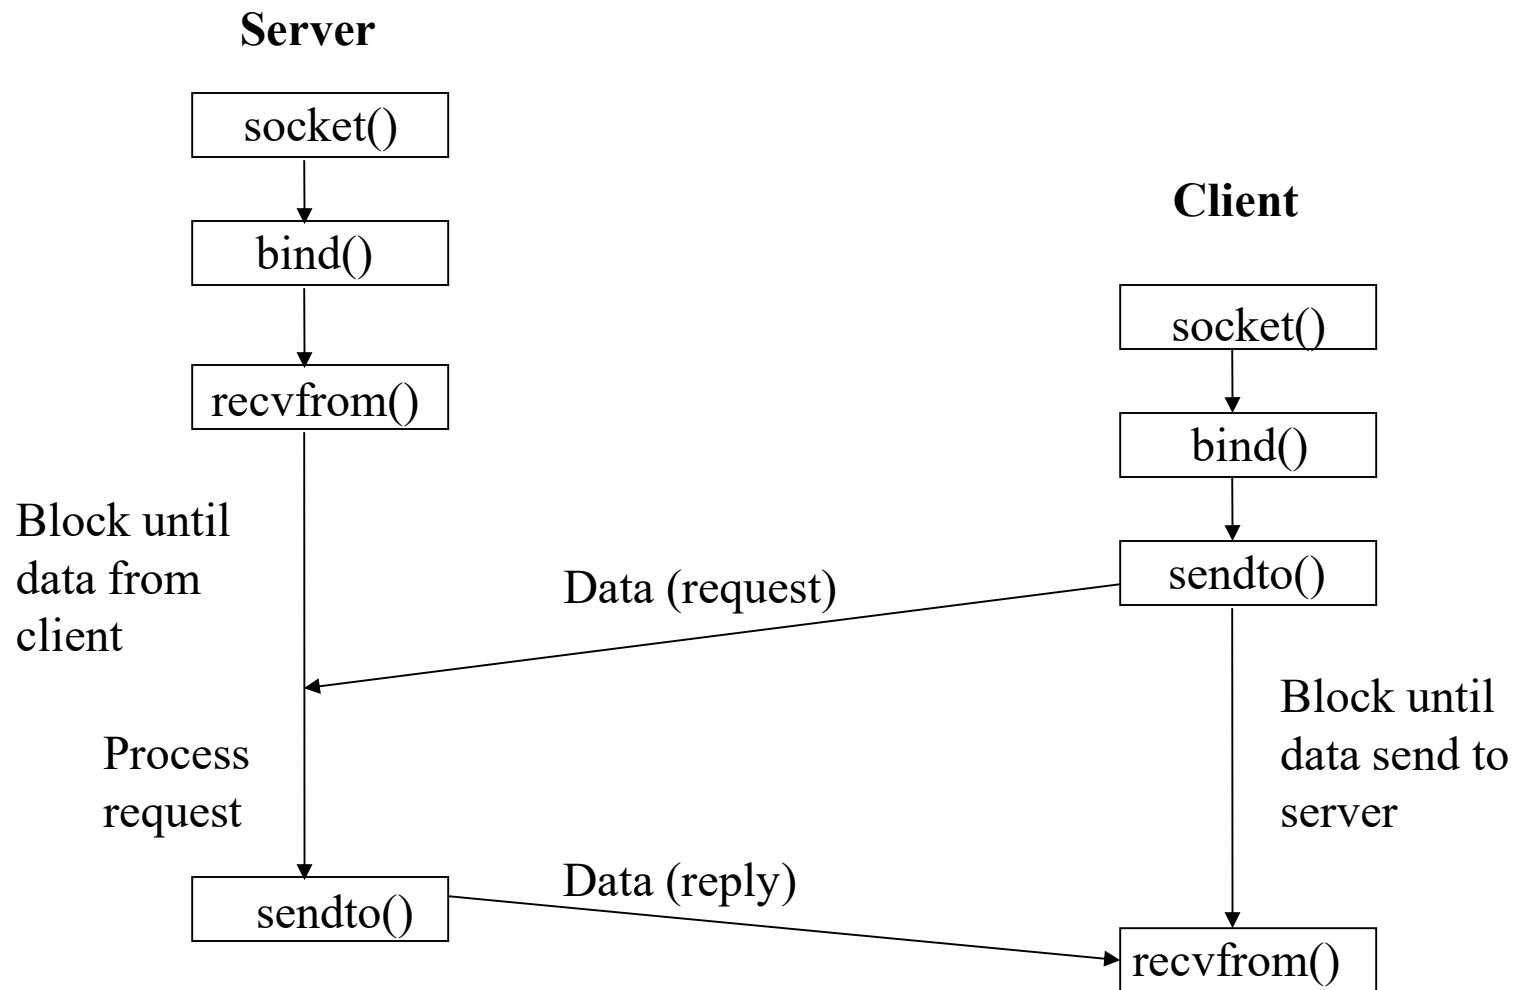 Server
socket()
bind()
recvfrom()
Block until
data from
client
Process
request
sendto()
Data (request)
Data (reply)
Client
socket()
bind()
sendto()
Block until
data send to
server
recvfrom()